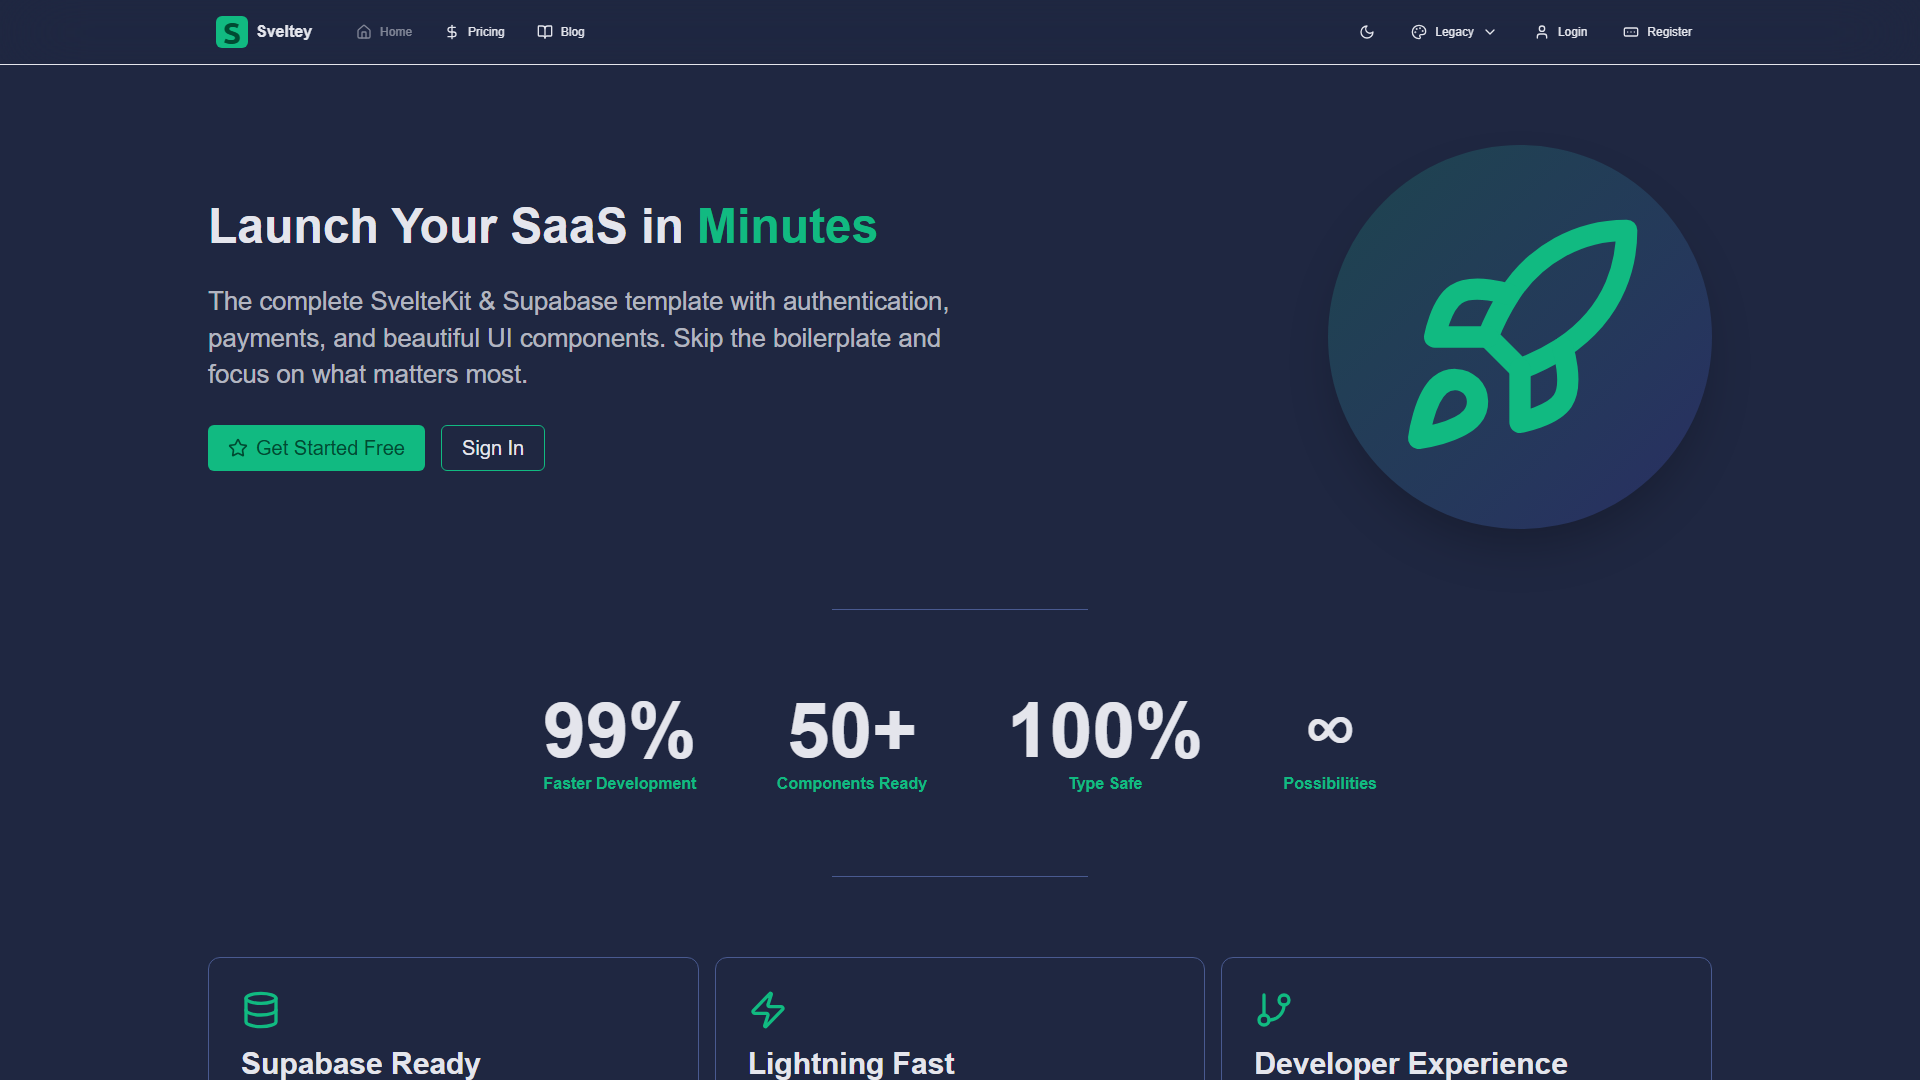 S Sveltey
Home
Pricing
Blog
Legacy
Login
Register
Launch Your SaaS in Minutes
The complete SvelteKit & Supabase template with authentication,
payments, and beautiful UI components. Skip the boilerplate and
focus on what matters most.
Get Started Free
Sign In
99%
Faster Development
50+
Components Ready
100%
Type Safe
∞
Possibilities
Supabase Ready
Lightning Fast
Developer Experience